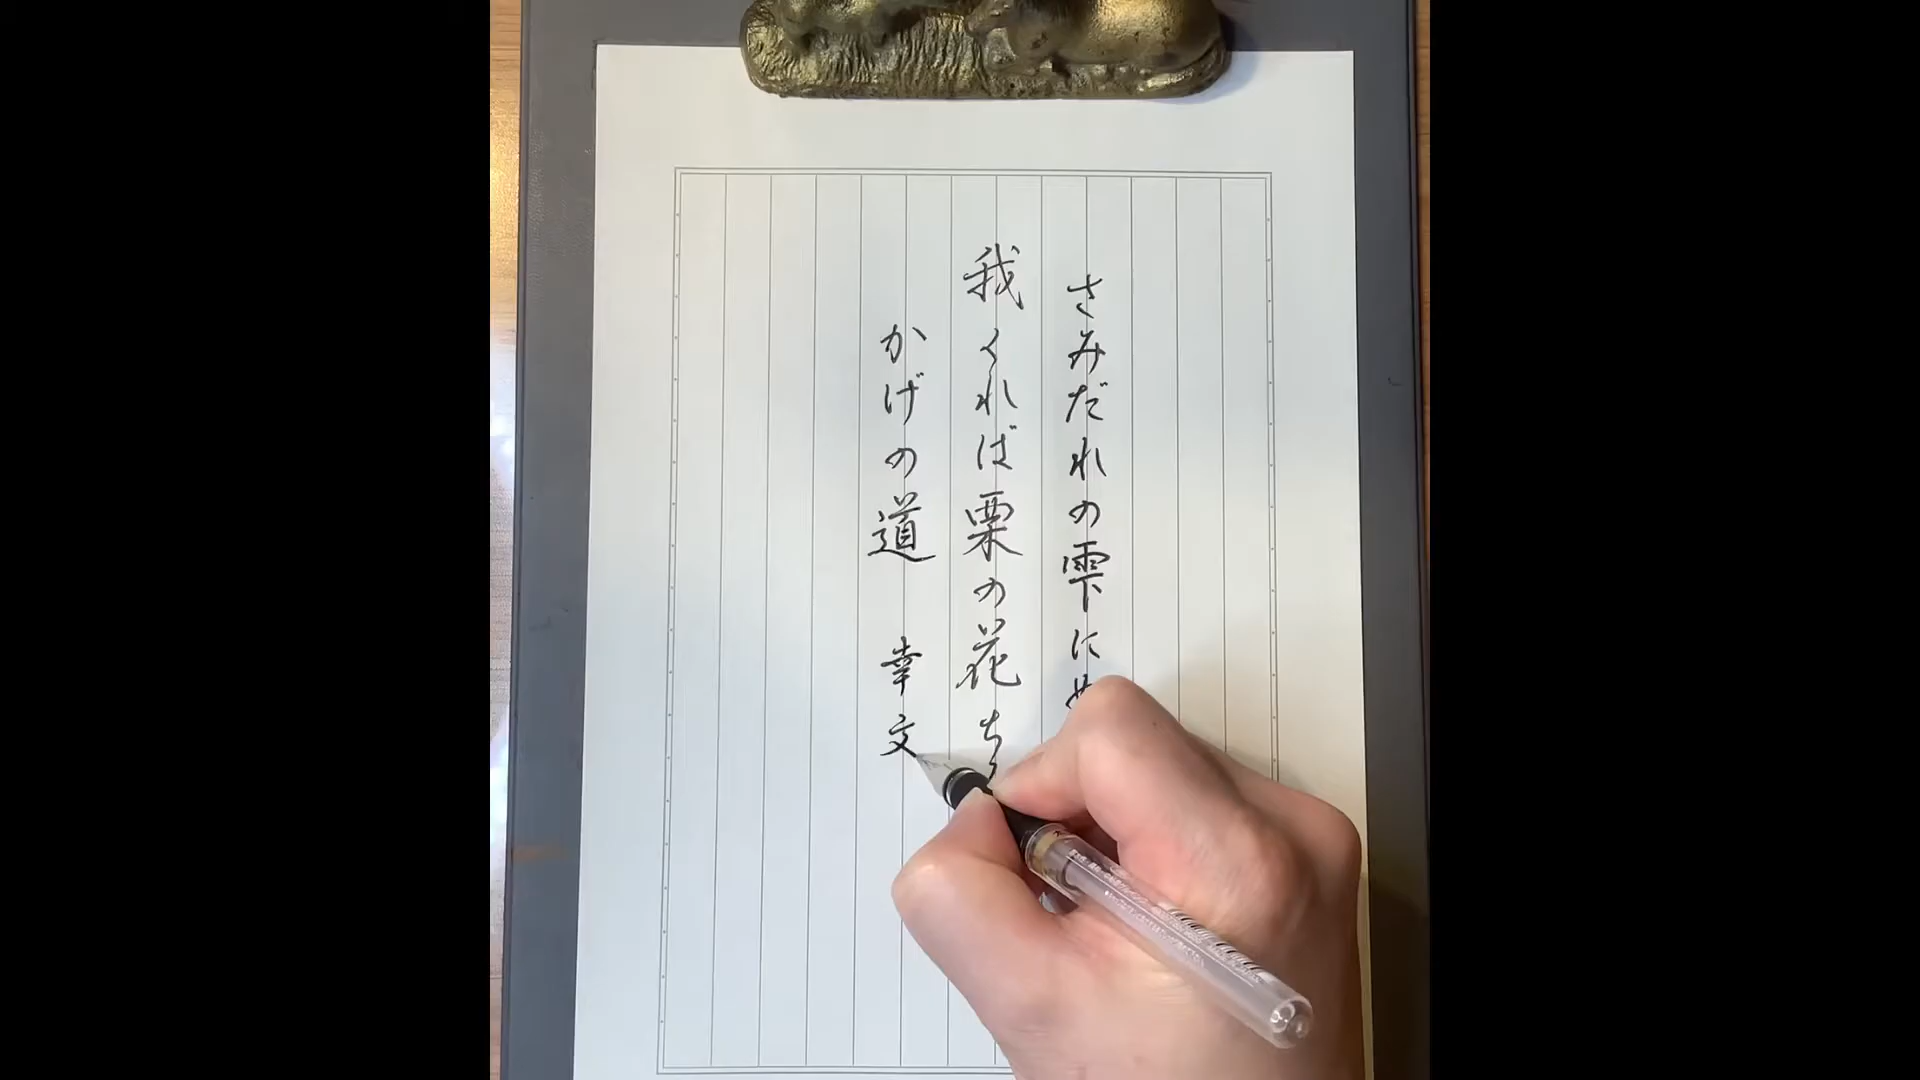 さみだれの雫に
我くれば栗の花ち
かげの道 幸文